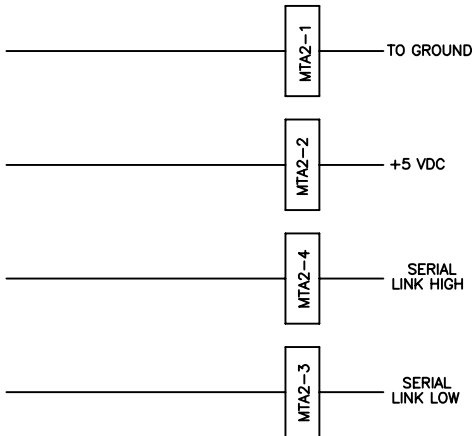 MTA2-1
TO GROUND
MTA2-2
+5 VDC
MTA2-4
SERIAL
LINK HIGH
MTA2-3
SERIAL
LINK LOW